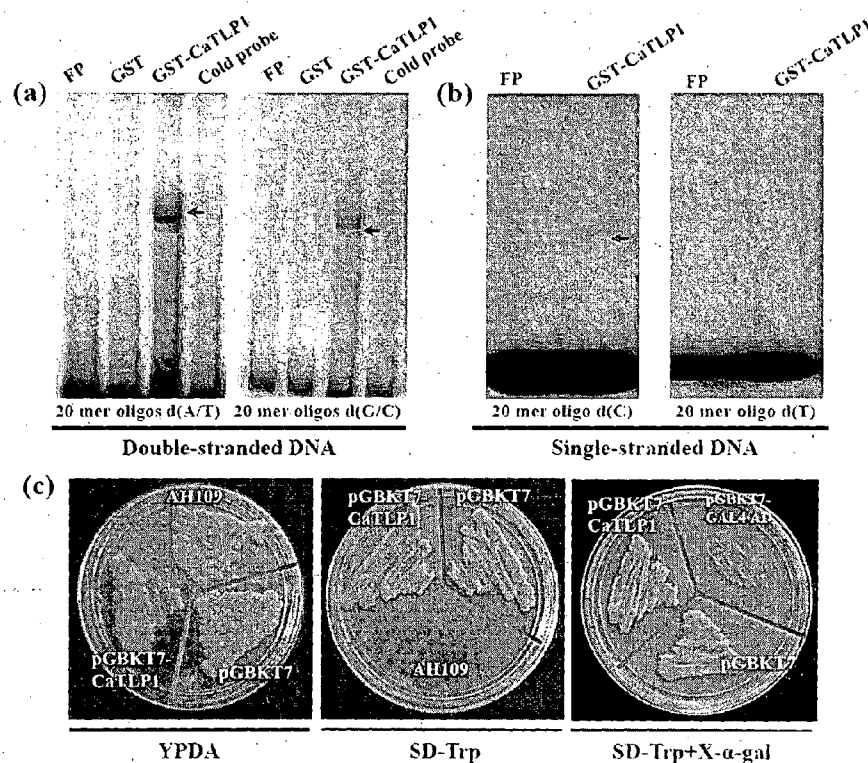 FP GST GST-CaTLP1 Cold probe FP GST GST-CaTLP1 Cold probe
(a)
20 mer oligos d(A/T) 20 mer oligos d(G/C)
Double-stranded DNA
FP GST-CaTLP1 FP GST-CaTLP1
(b)
20 mer oligo d(C) 20 mer oligo d(T)
Single-stranded DNA
(c)
AH109
pGBKT7-
CaTLP1
pGBKT7
YPDA
pGBKT7-
CaTLP1
pGBKT7
AH109
SD-Trp
pGBKT7-
CaTLP1
pGBKT7-
GAL4 AD
pGBKT7
SD-Trp+X-α-gal